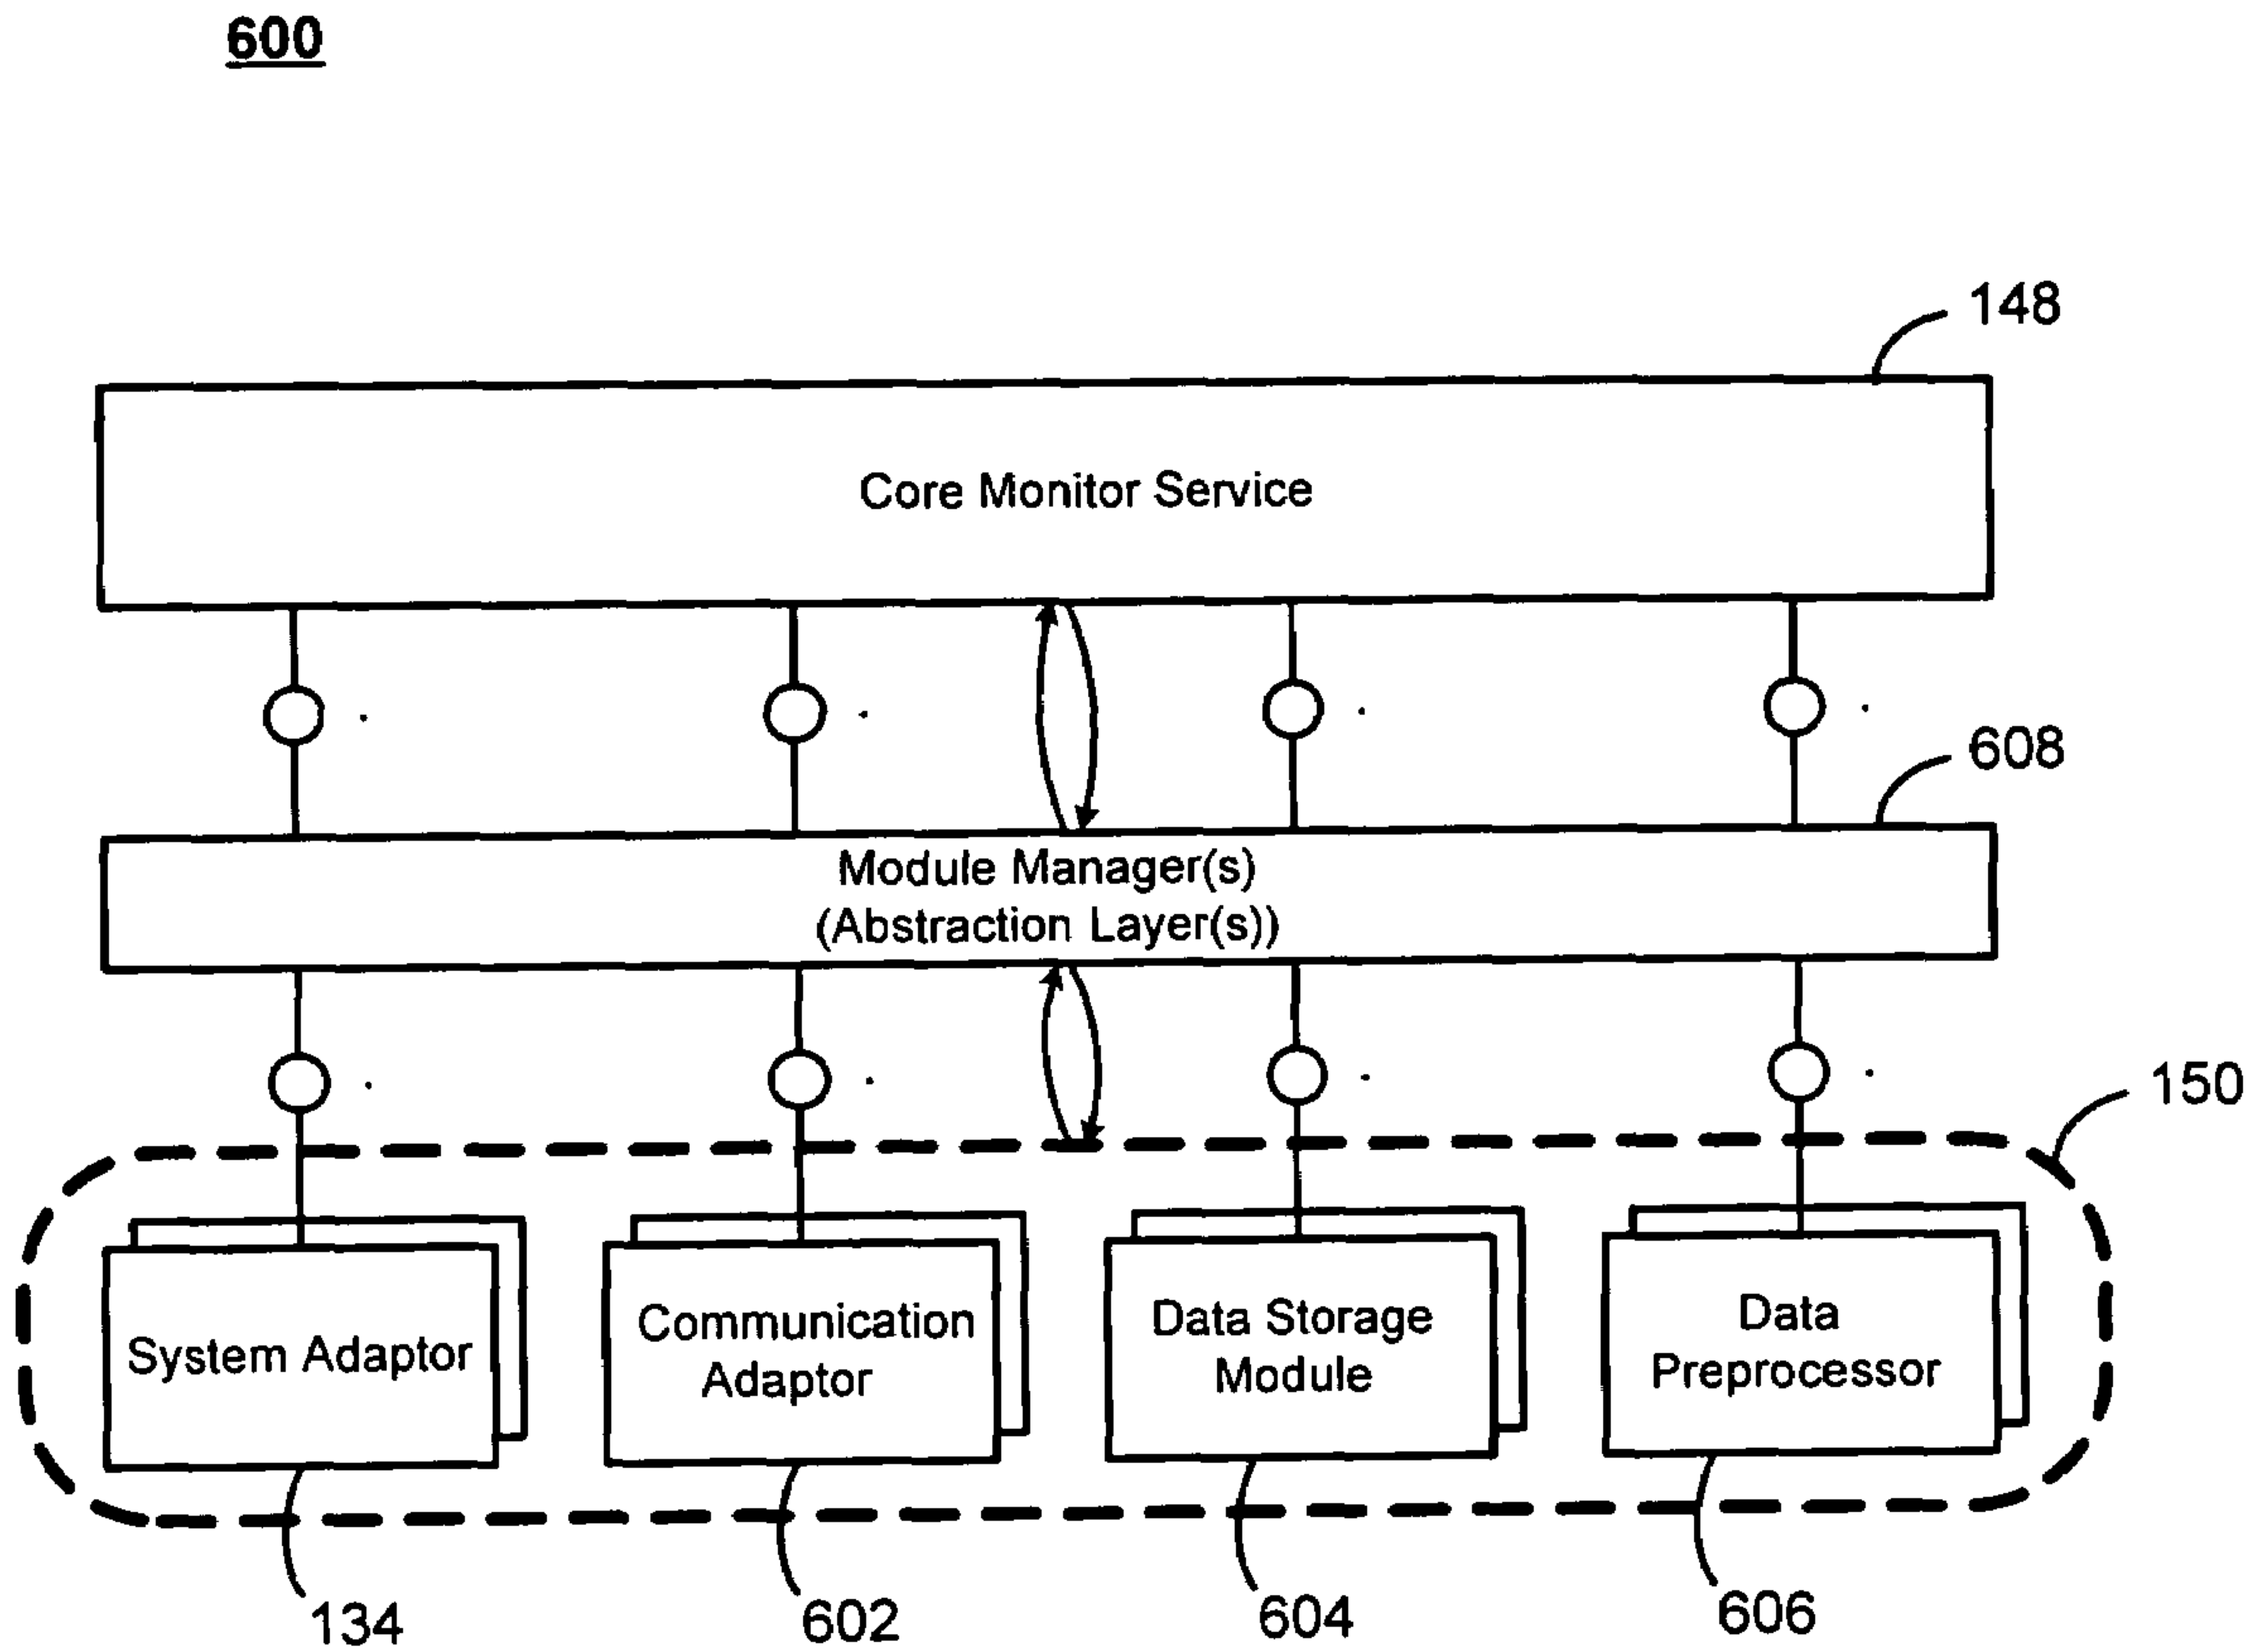 600
148
Core Monitor Service
608
Module Manager(s)
(Abstraction Layer(s))
150
System Adaptor
Communication
Adaptor
Data Storage
Module
Data
Preprocessor
134
602
604
606